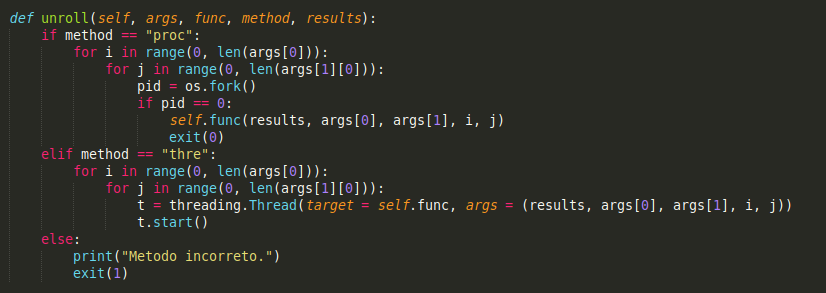 def unroll(self, args, func, method, results):
    if method == "proc":
        for i in range(0, len(args[0])):
            for j in range(0, len(args[1][0])):
                pid = os.fork()
                if pid == 0:
                    self.func(results, args[0], args[1], i, j)
                    exit(0)
    elif method == "thre":
        for i in range(0, len(args[0])):
            for j in range(0, len(args[1][0])):
                t = threading.Thread(target = self.func, args = (results, args[0], args[1], i, j))
                t.start()
    else:
        print("Metodo incorreto.")
        exit(1)